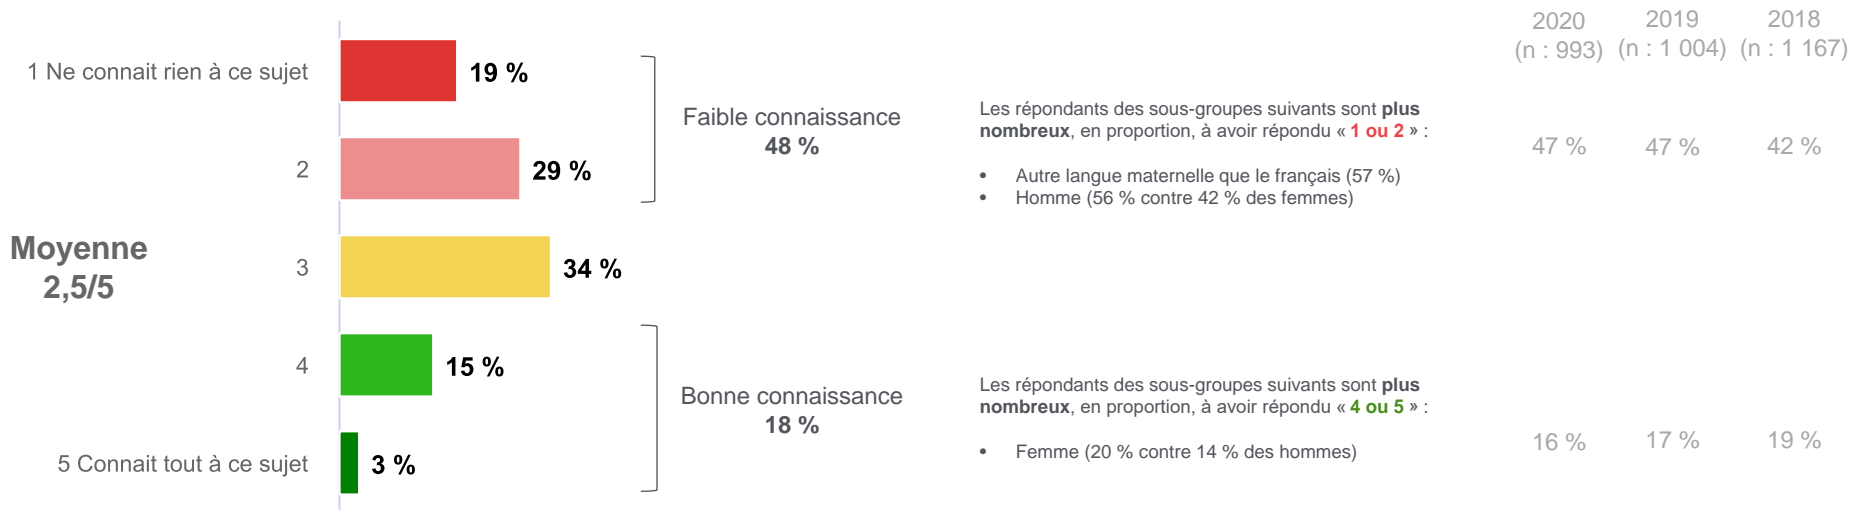 2020
(n : 993)
2019
(n : 1 004)
2018
(n : 1 167)
1 Ne connait rien à ce sujet
19 %
2
29 %
Faible connaissance
48 %
Les répondants des sous-groupes suivants sont plus
nombreux, en proportion, à avoir répondu « 1 ou 2 » :
• Autre langue maternelle que le français (57 %)
• Homme (56 % contre 42 % des femmes)
47 %
47 %
42 %
Moyenne
2,5/5
3
34 %
4
15 %
5 Connait tout à ce sujet
3 %
Bonne connaissance
18 %
Les répondants des sous-groupes suivants sont plus
nombreux, en proportion, à avoir répondu « 4 ou 5 » :
• Femme (20 % contre 14 % des hommes)
16 %
17 %
19 %